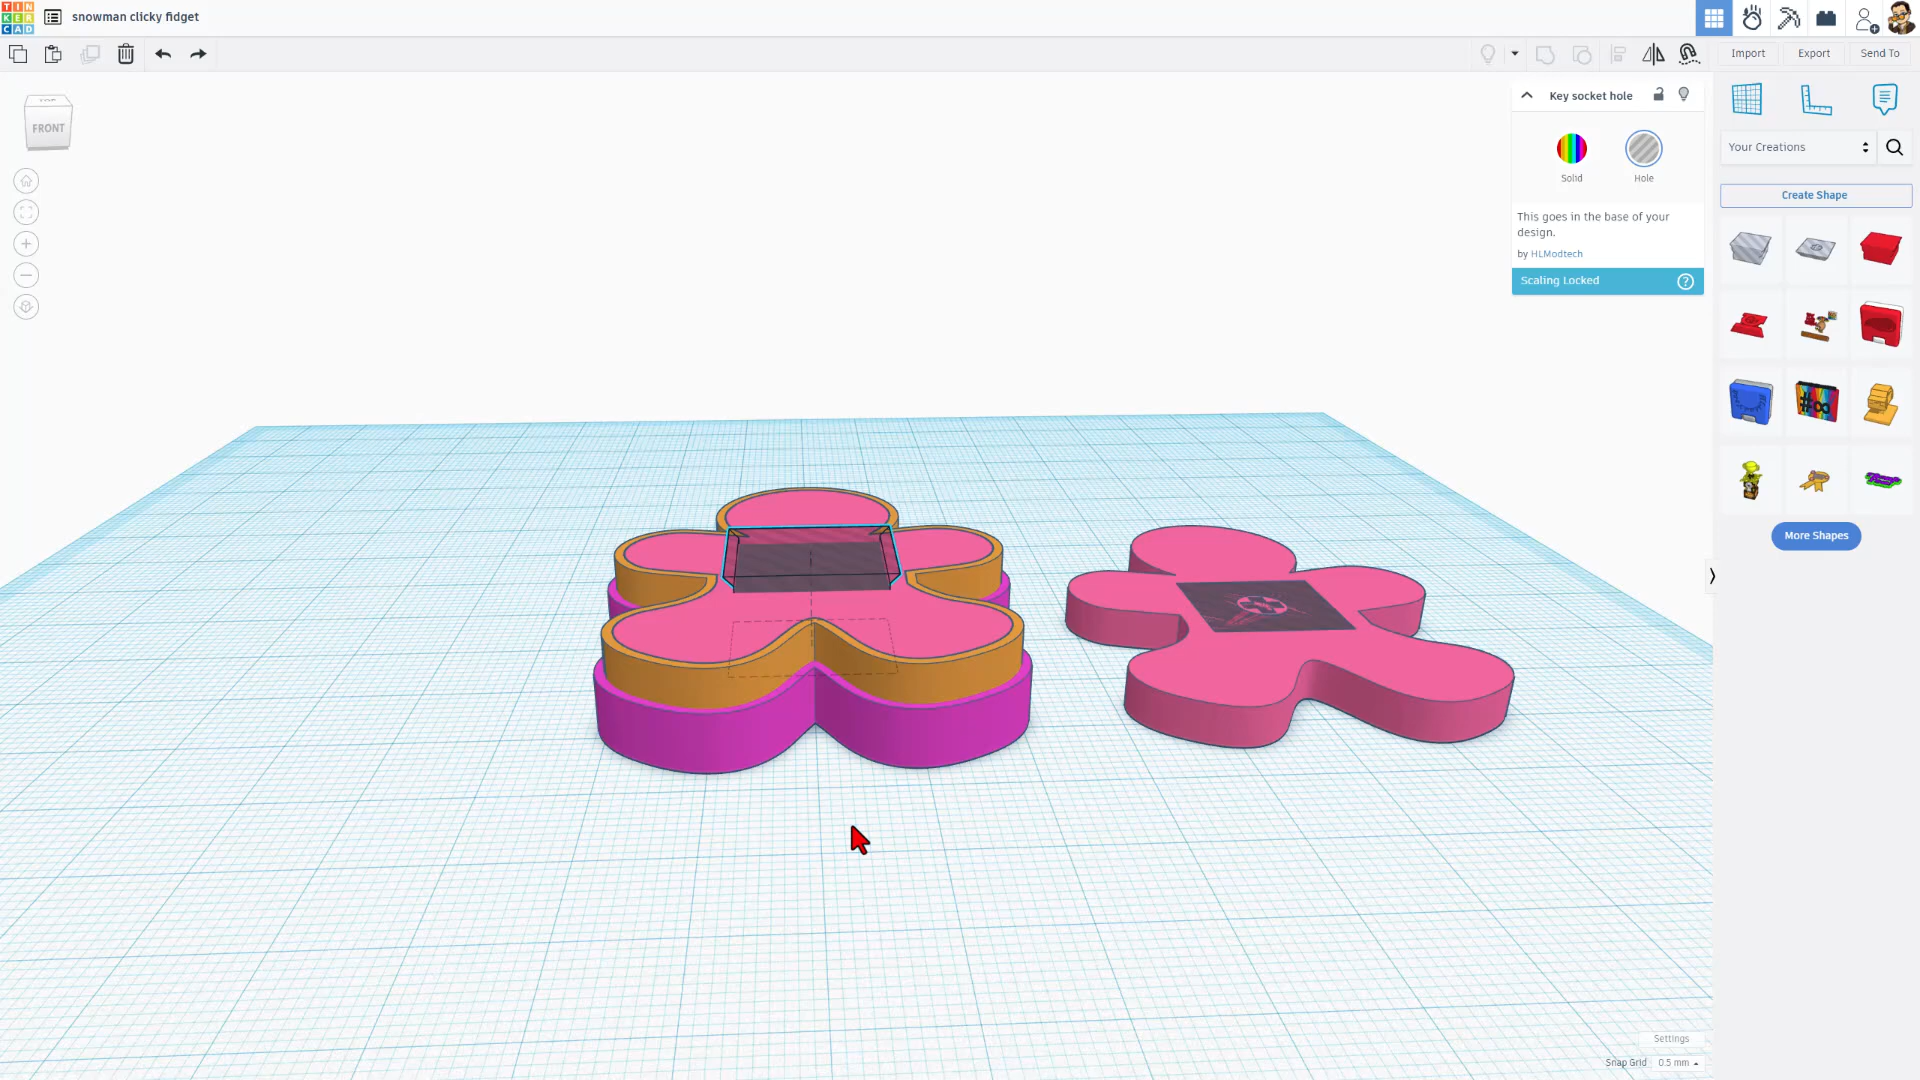 TIN
KER
CAD
snowman clicky fidget
Import
Export
Send To
TOP
FRONT
Key socket hole
Solid
Hole
This goes in the base of your
design.
by HLModtech
Scaling Locked
?
Your Creations
Create Shape
More Shapes
Settings
Snap Grid
0.5 mm